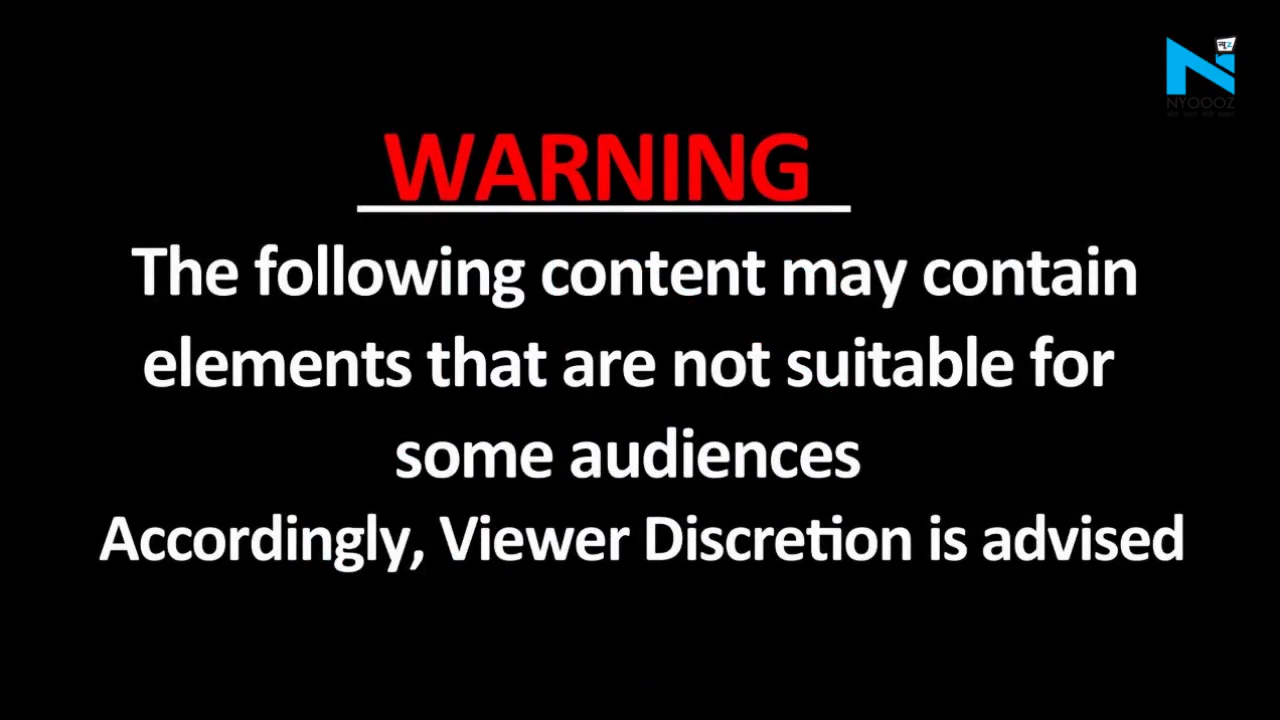 न्यूz
NYOOOZ
WARNING
The following content may contain
elements that are not suitable for
some audiences
Accordingly, Viewer Discretion is advised